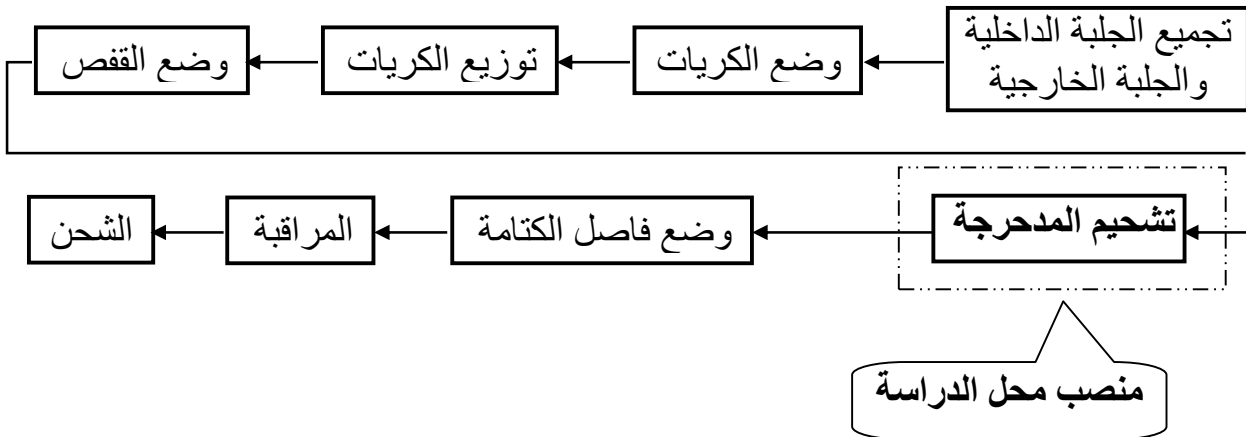 تجميع الجلبة الداخلية
والجلبة الخارجية
وضع الكريات
توزيع الكريات
وضع القفص
تشحيم المدحرجة
وضع فاصل الكتامة
المراقبة
الشحن
منصب محل الدراسة